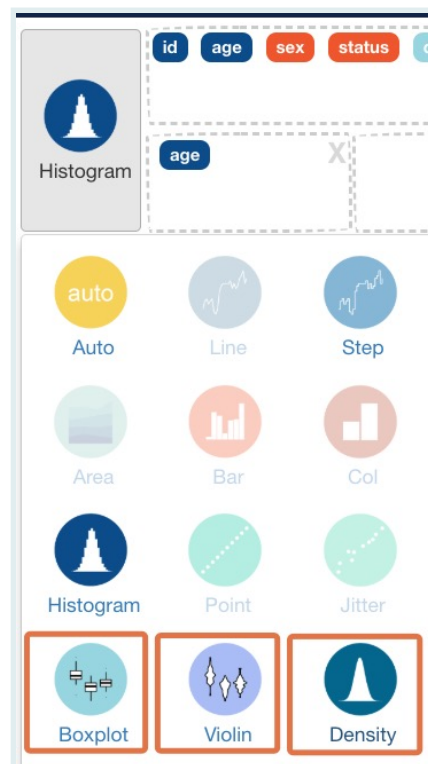 id age sex status
Histogram
age X
auto
Auto Line Step
Area Bar Col
Histogram Point Jitter
Boxplot Violin Density